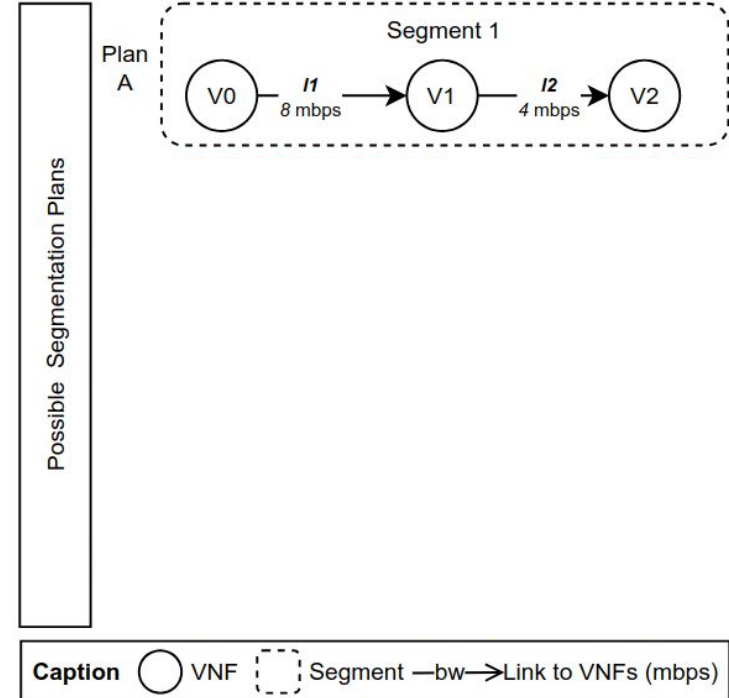 Possible Segmentation Plans
Plan
A
Segment 1
V0
l1
8 mbps
V1
l2
4 mbps
V2
Caption VNF Segment bw Link to VNFs (mbps)